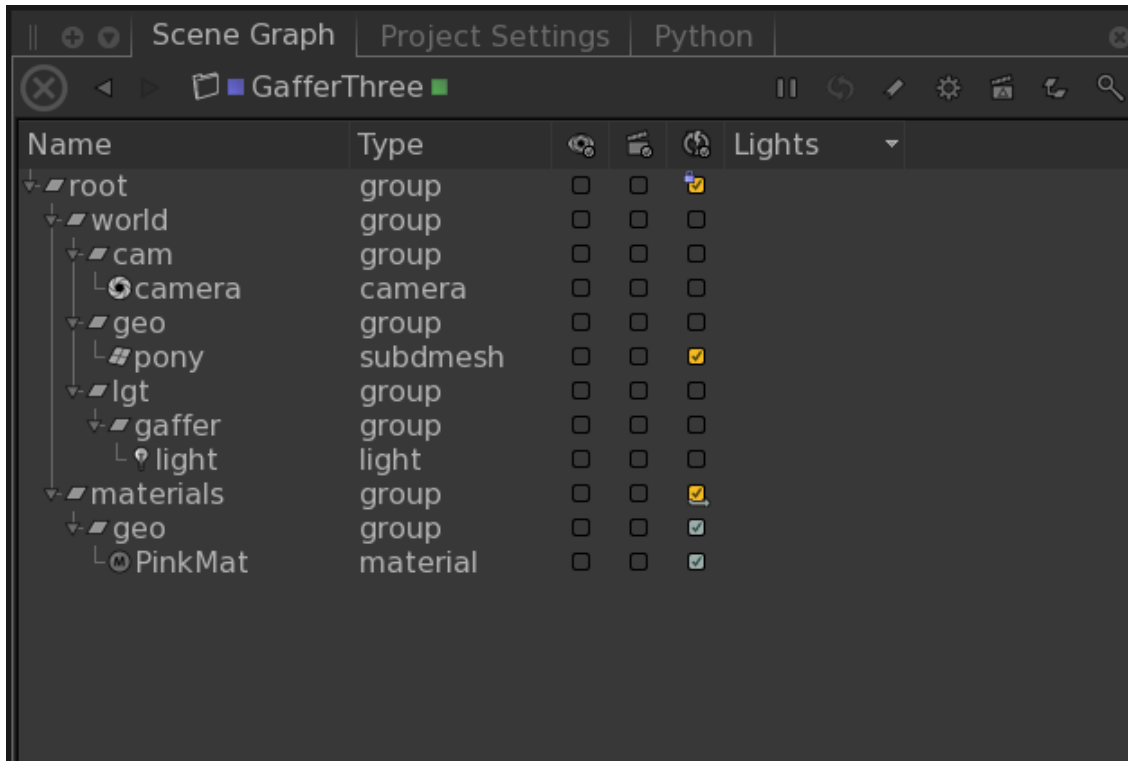 Scene Graph Project Settings Python
GafferThree
Name Type Lights
root group
world group
cam group
camera camera
geo group
pony subdmesh
lgt group
gaffer group
light light
materials group
geo group
PinkMat material